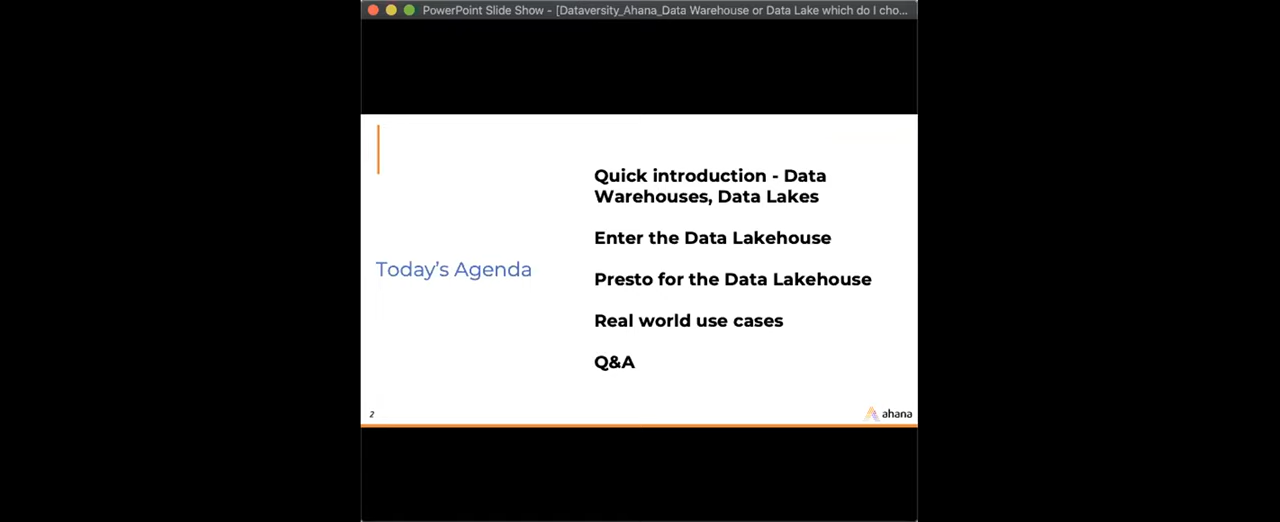 PowerPoint Slide Show - [Dataversity_Ahana_Data Warehouse or Data Lake which do I cho...
Today's Agenda
Quick introduction - Data
Warehouses, Data Lakes
Enter the Data Lakehouse
Presto for the Data Lakehouse
Real world use cases
Q&A
2
ahana